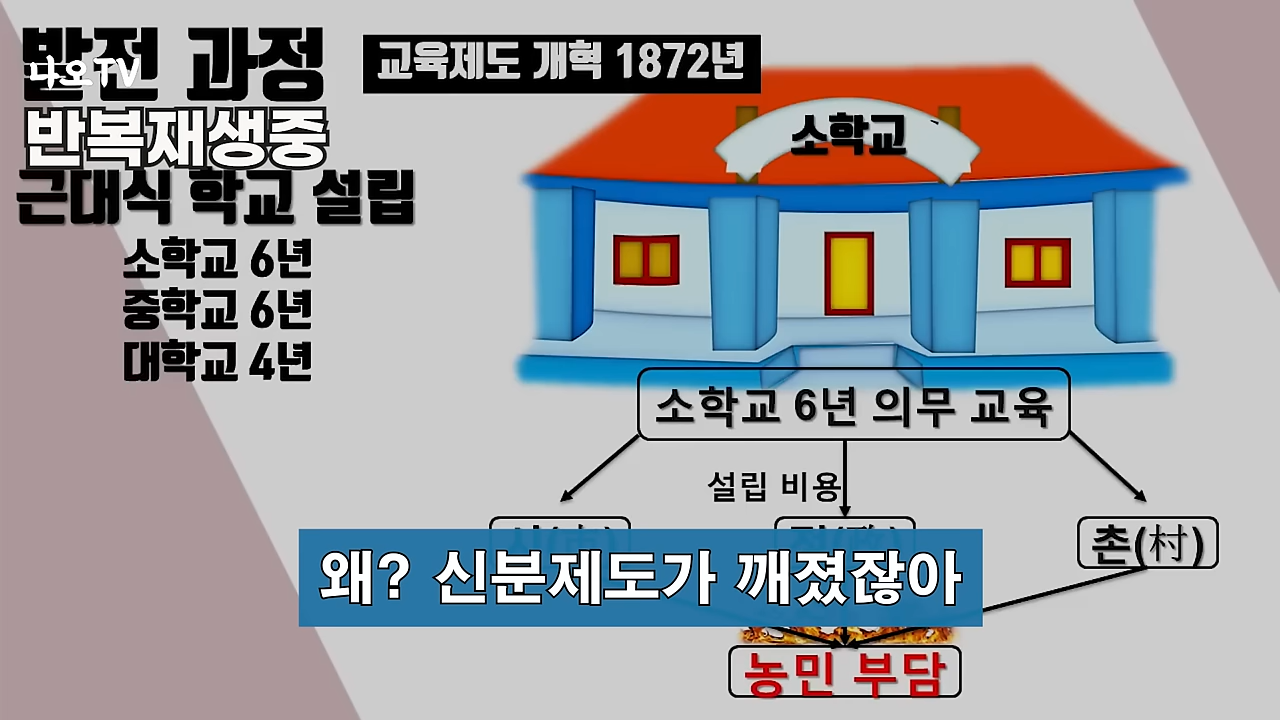 발전 과정
나오TV
교육제도 개혁 1872년
반복재생중
근대식 학교 설립
소학교 6년
중학교 6년
대학교 4년
소학교
소학교 6년 의무 교육
설립 비용
촌(村)
왜? 신분제도가 깨졌잖아
농민 부담